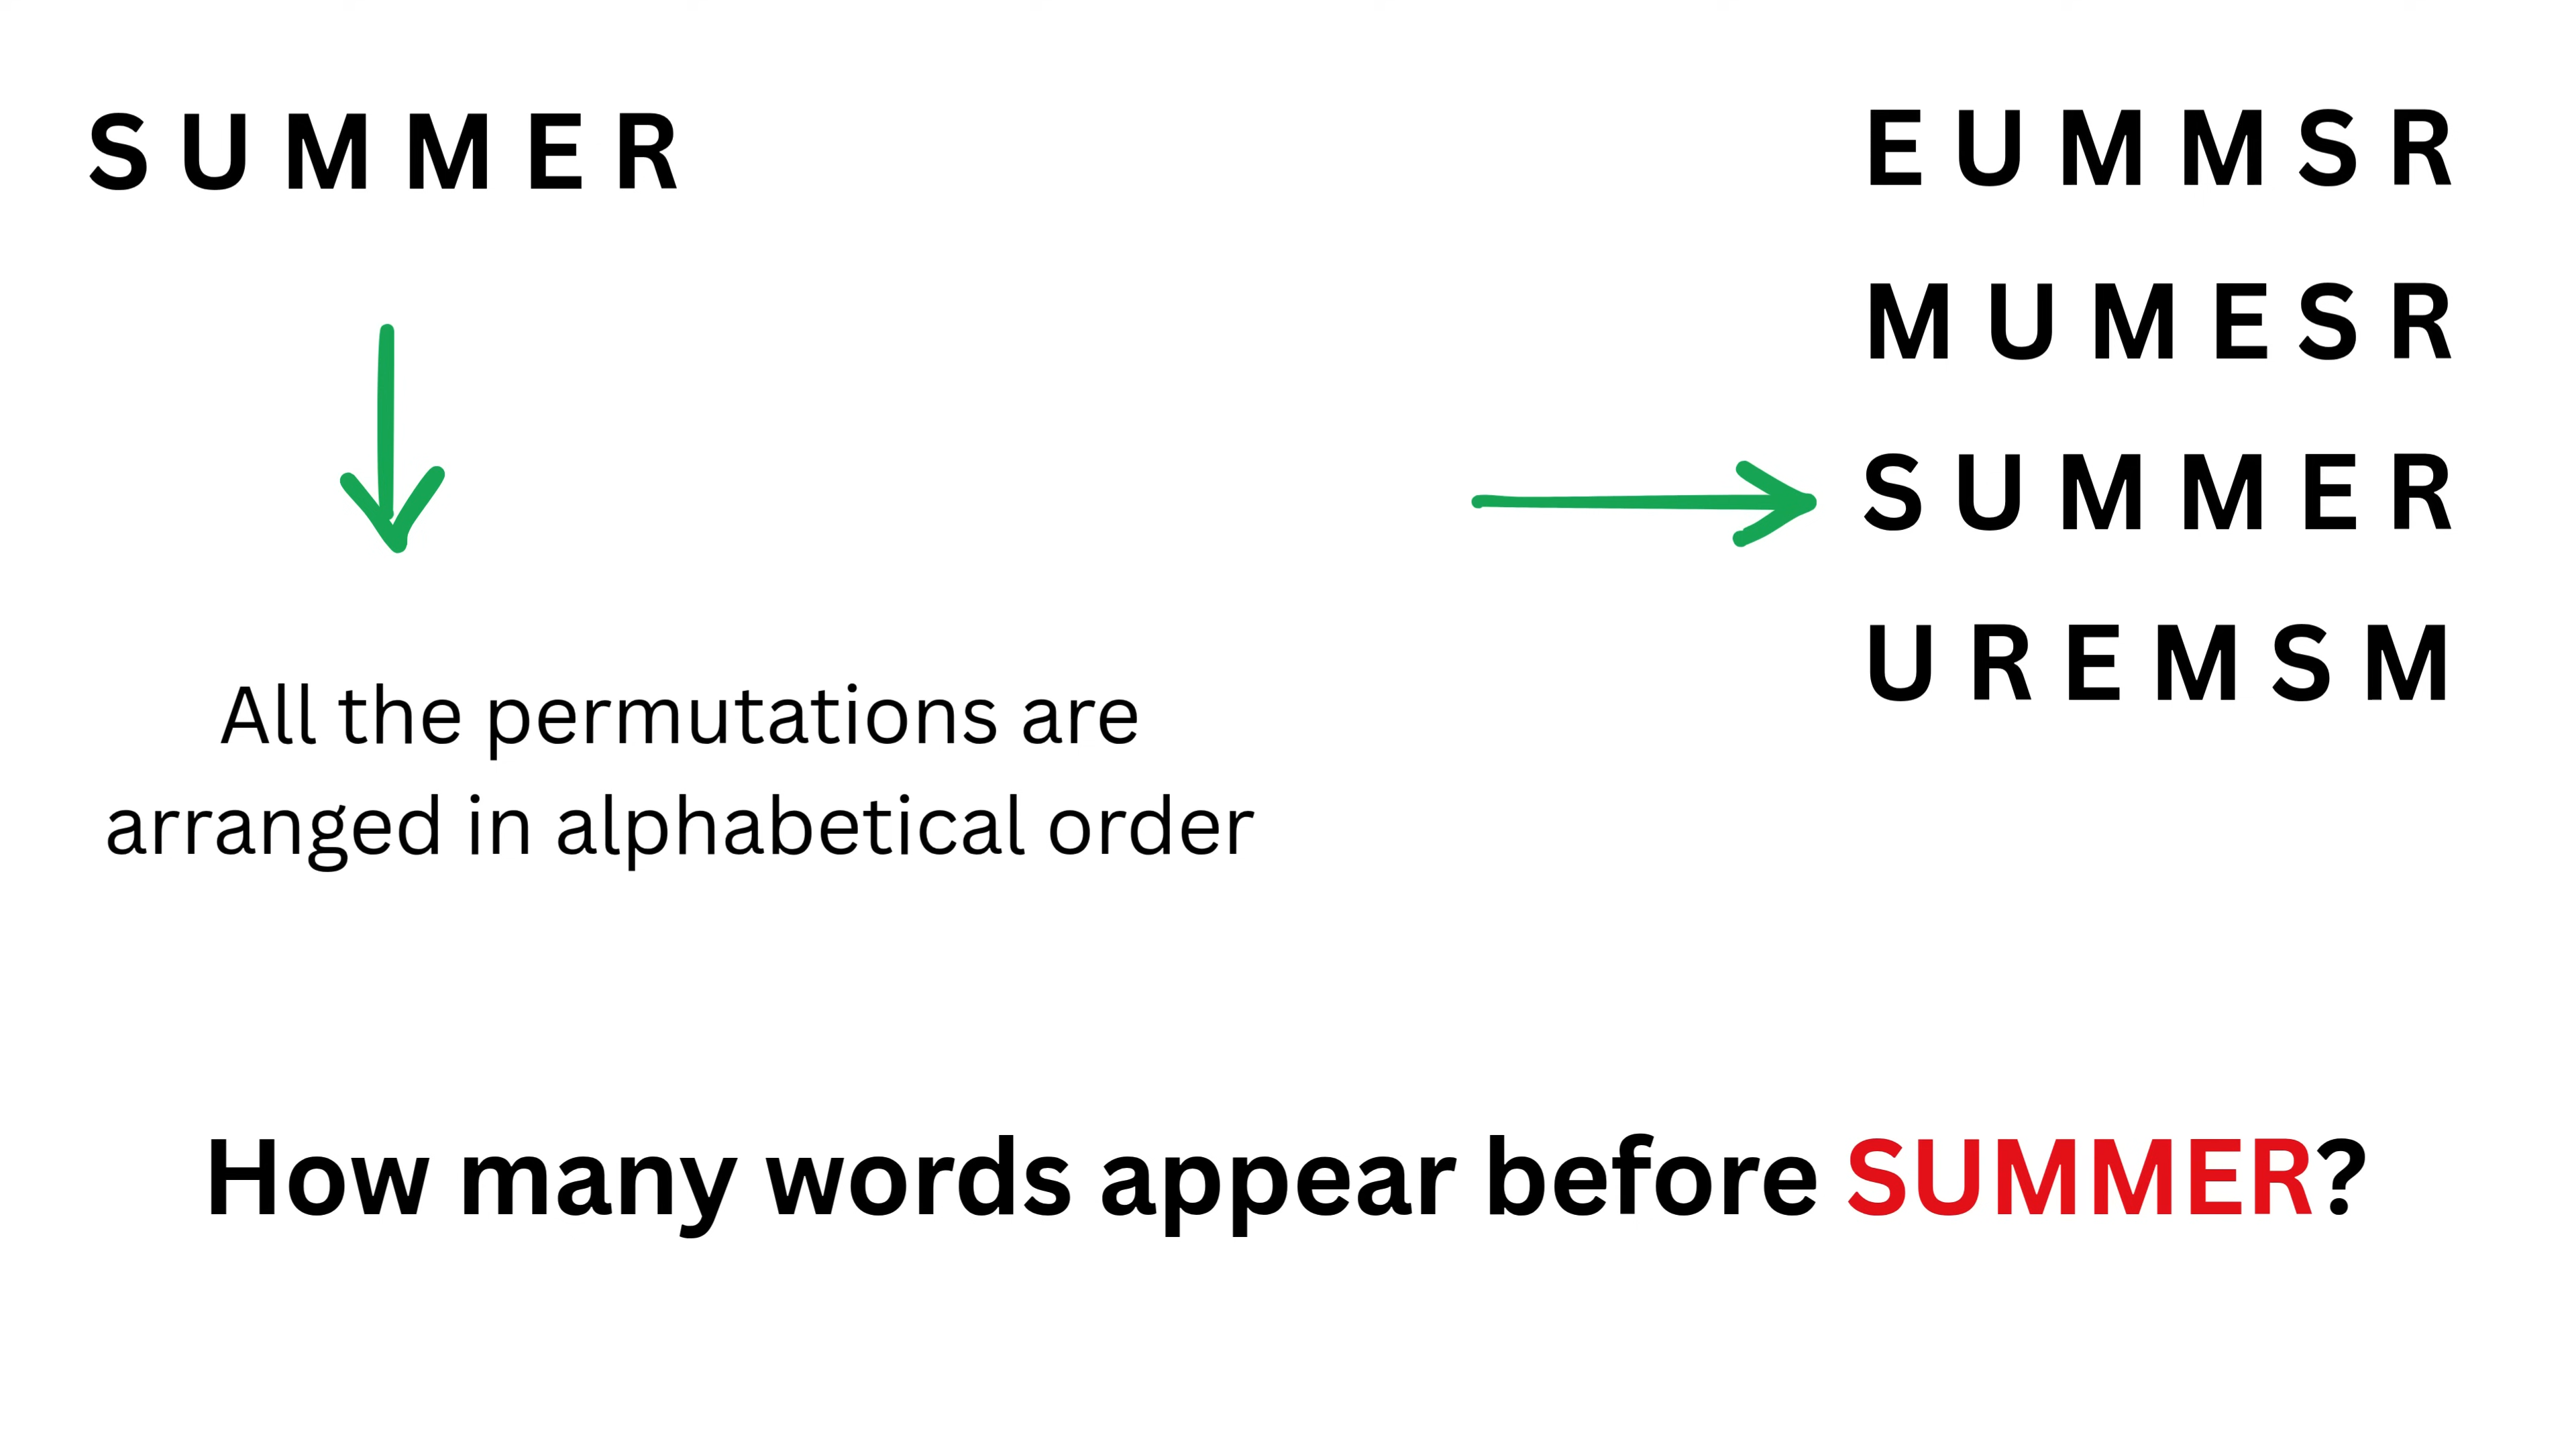 S U M M E R
All the permutations are
arranged in alphabetical order
E U M M S R
M U M E S R
S U M M E R
U R E M S M
How many words appear before SUMMER?